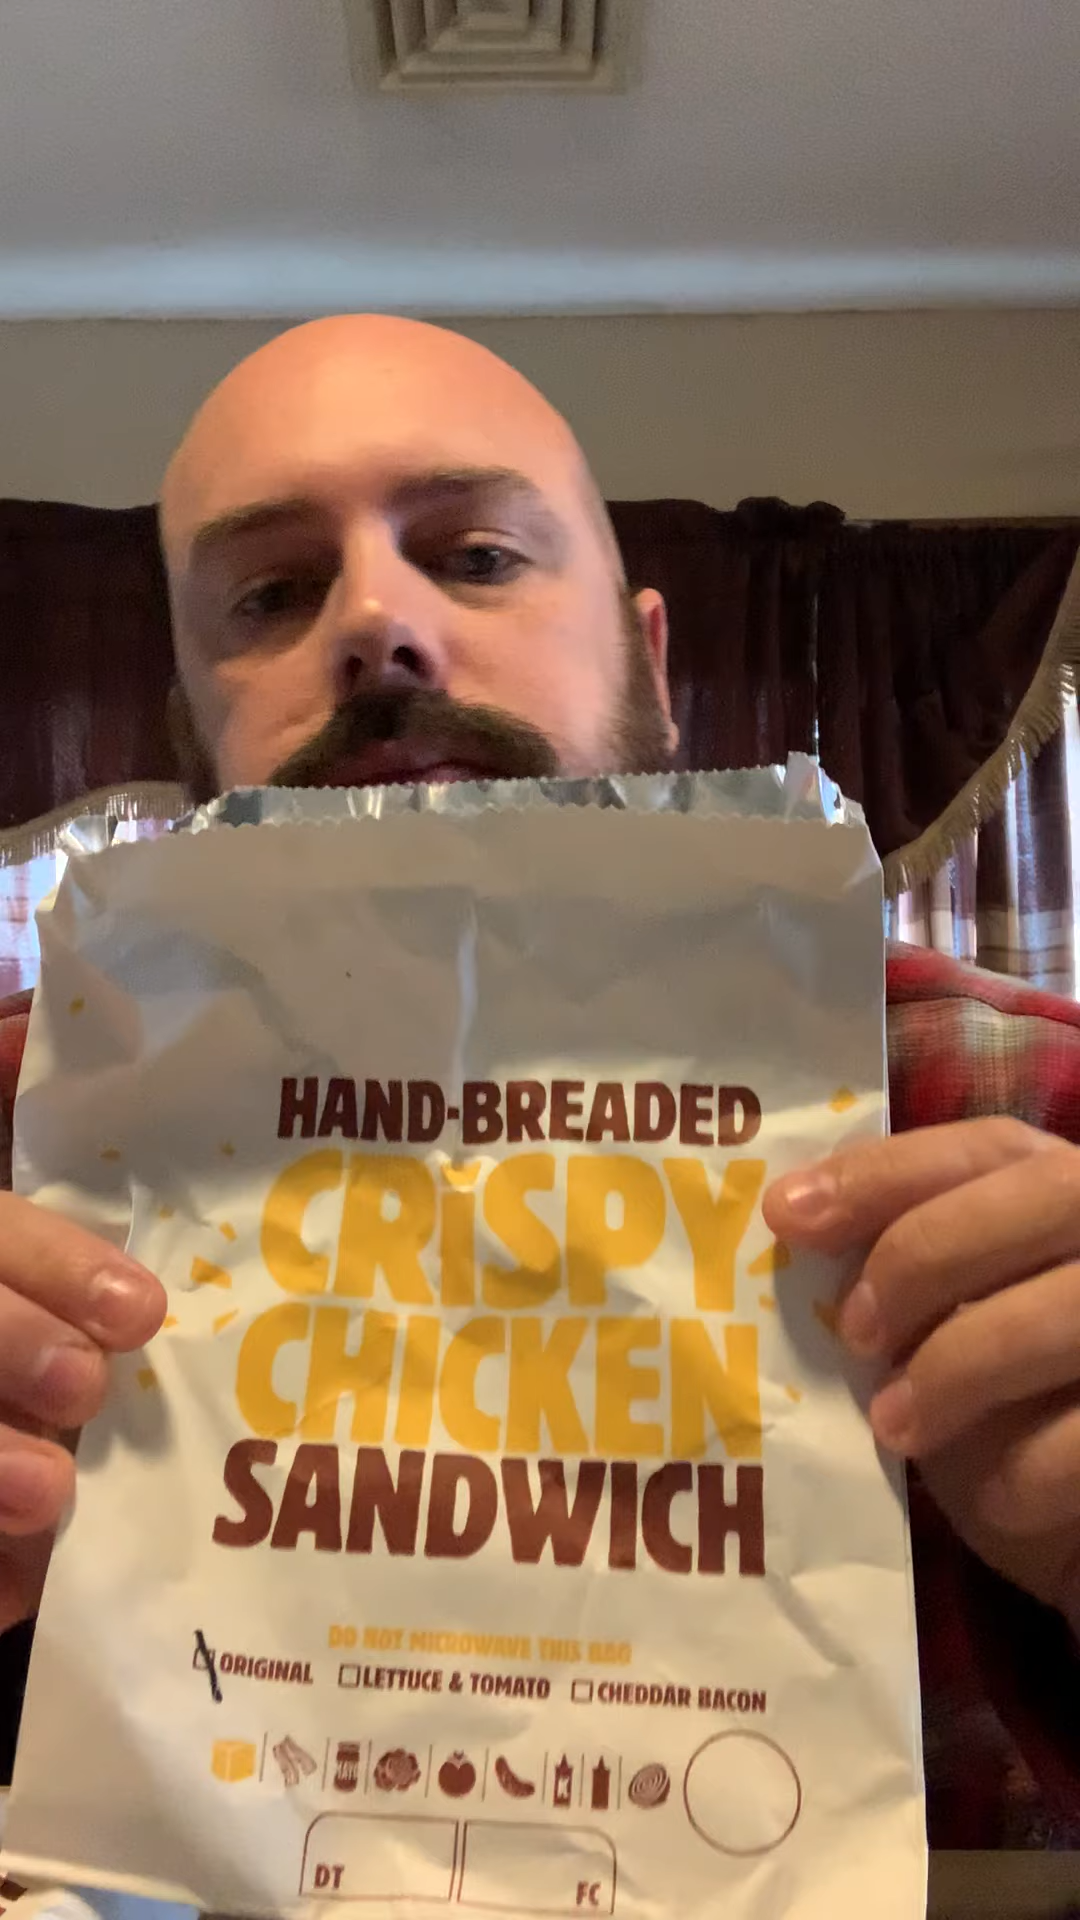 HAND-BREADED
CRISPY
CHICKEN
SANDWICH
DO NOT MICROWAVE THIS BAG
ORIGINAL LETTUCE & TOMATO CHEDDAR BACON
MAYO K
DT FC